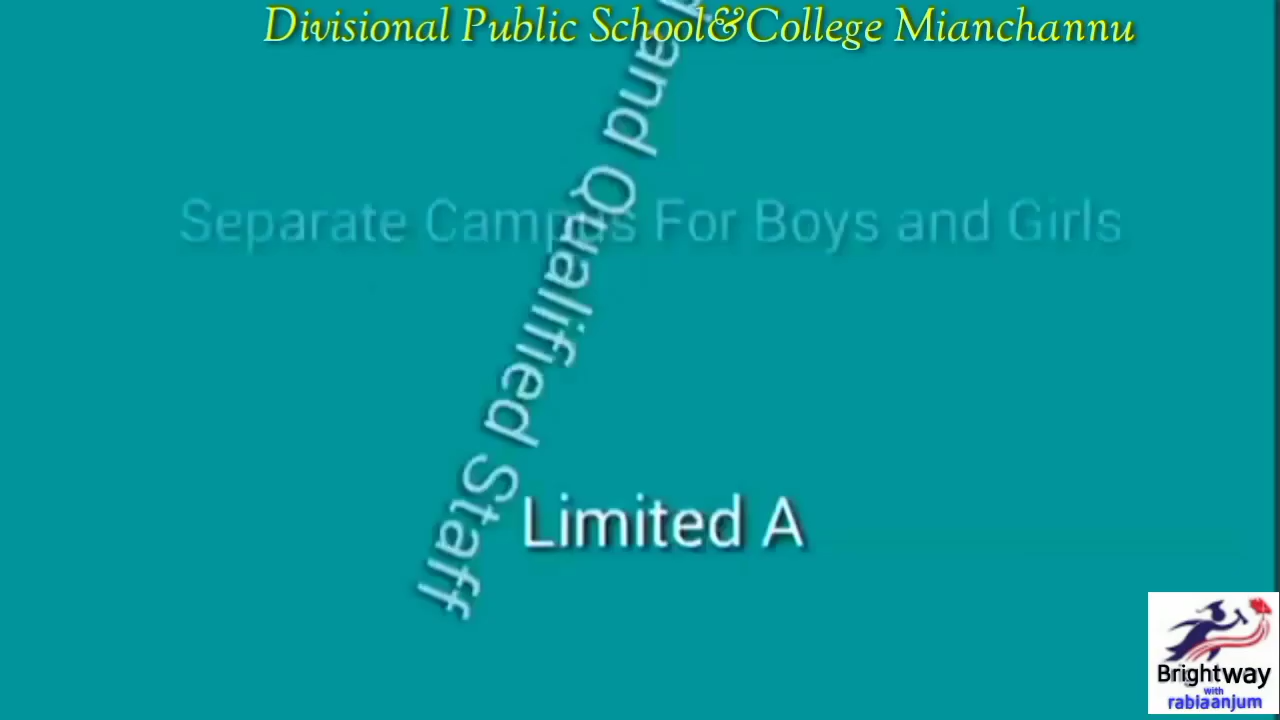 Divisional Public School&College Mianchannu
and Qualified Staff
Separate Campus For Boys and Girls
Limited A
Brightway
with
rabiaanjum